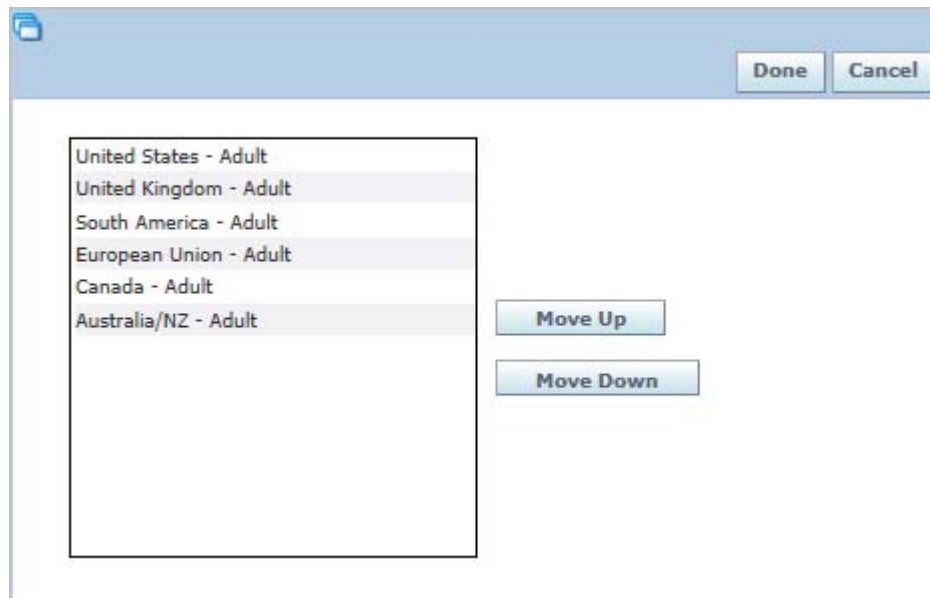 Done Cancel
United States - Adult
United Kingdom - Adult
South America - Adult
European Union - Adult
Canada - Adult
Australia/NZ - Adult
Move Up
Move Down